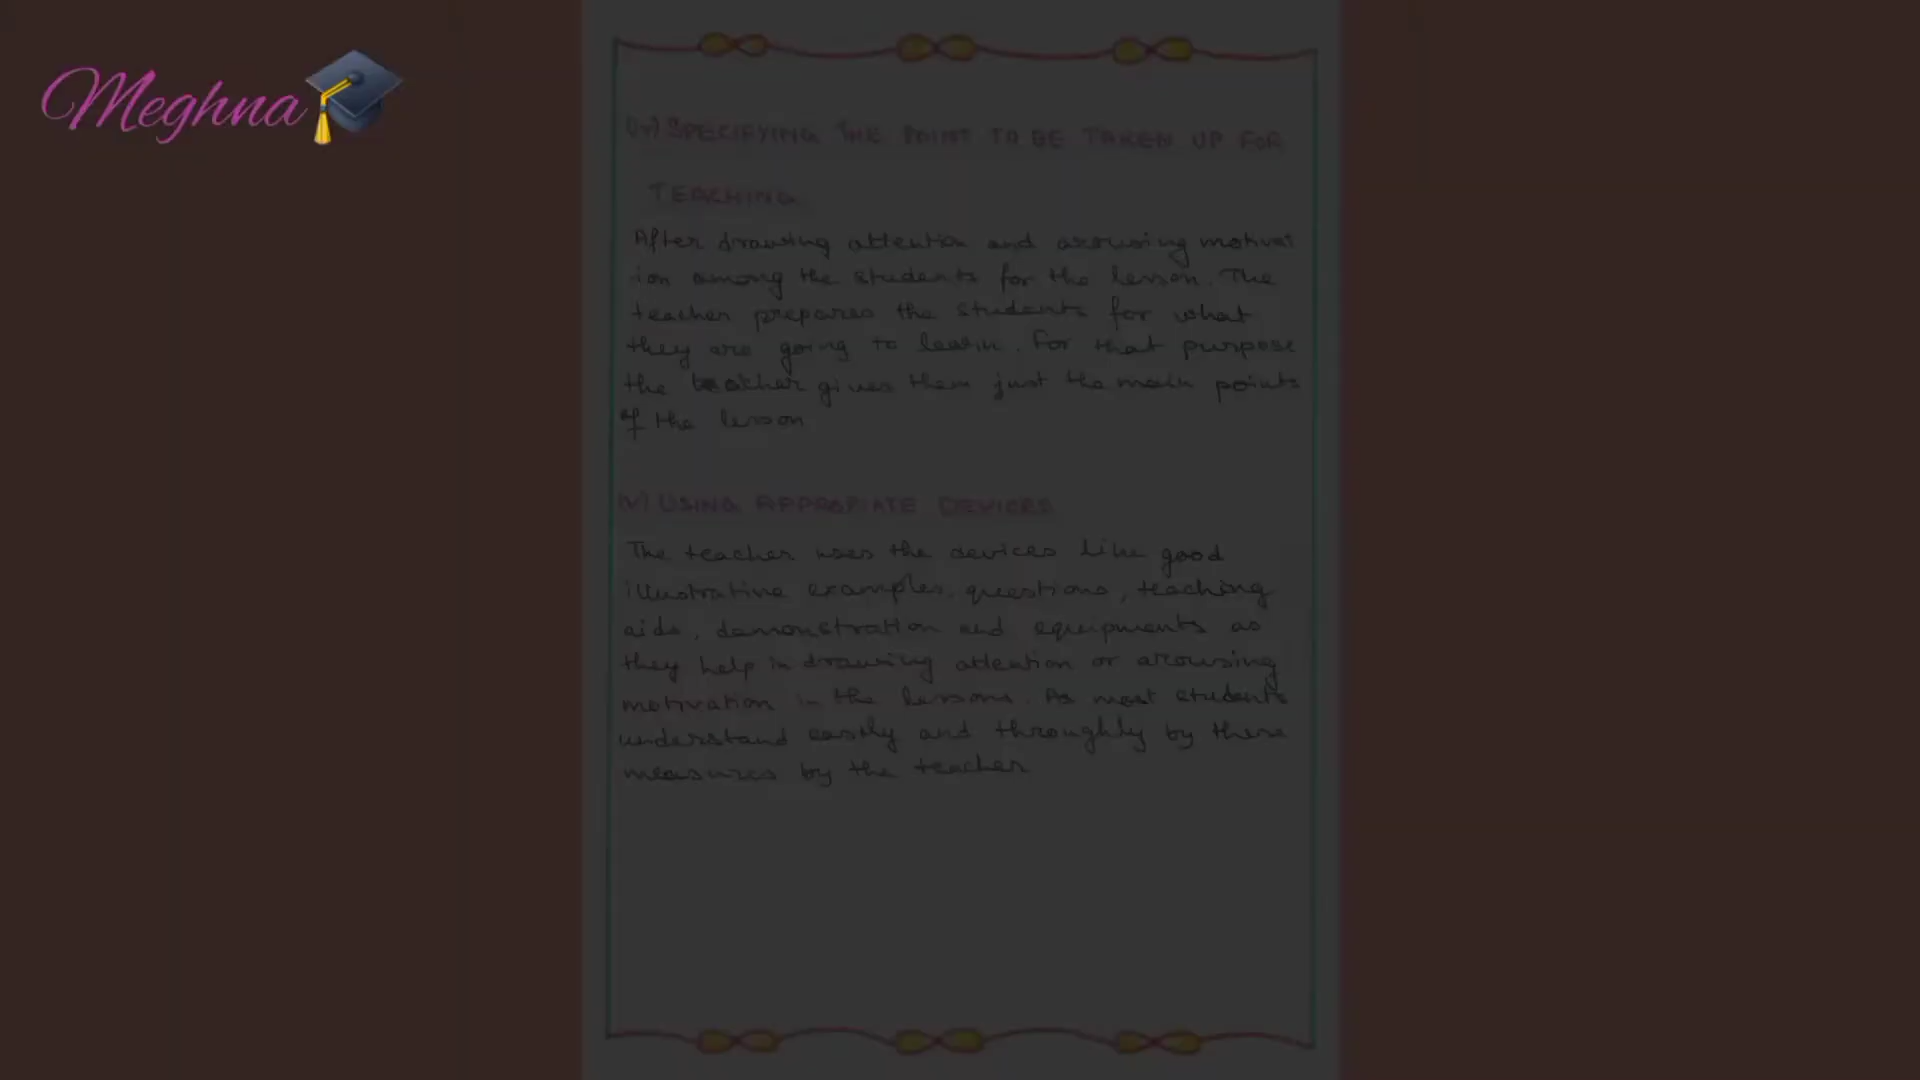 Meghna
(iv) SPECIFYING THE POINT TO BE TAKEN UP FOR
TEACHING
After drawing attention and arousing motivat
ion among the students for the lesson. The
teacher prepares the students for what
they are going to learn. For that purpose
the teacher gives them just the main points
of the lesson
(v) USING APPROPIATE DEVICES
The teacher uses the devices like good
illustrative examples, questions, teaching
aids, demonstration and equipments as
they help in drawing attention or arousing
motivation in the lessons. As most students
understand easily and throughly by these
measures by the teacher